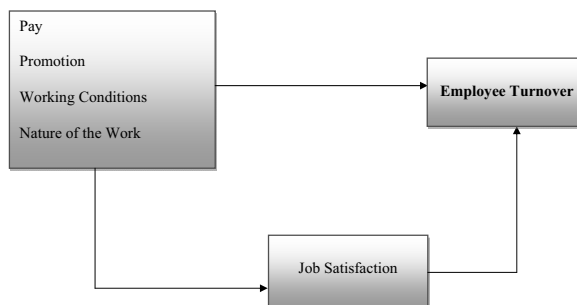 Pay
Promotion
Working Conditions
Nature of the Work
Employee Turnover
Job Satisfaction